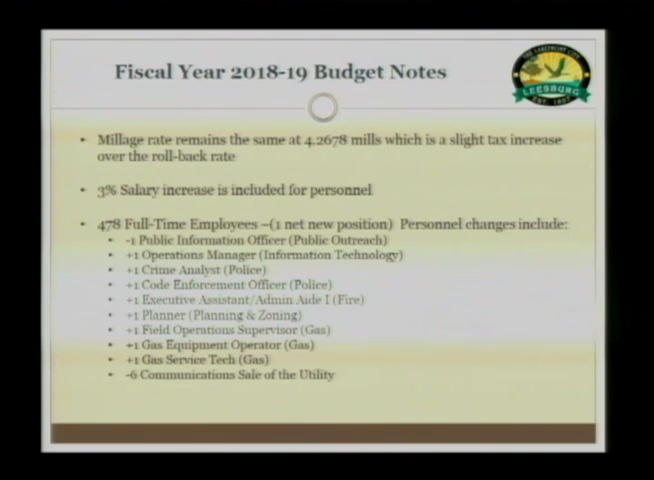 Fiscal Year 2018-19 Budget Notes
THE LAKEFRONT CITY
LEESBURG
EST. 1857
• Millage rate remains the same at 4.2678 mills which is a slight tax increase
over the roll-back rate
• 3% Salary increase is included for personnel
• 478 Full-Time Employees –(1 net new position) Personnel changes include:
• -1 Public Information Officer (Public Outreach)
• +1 Operations Manager (Information Technology)
• +1 Crime Analyst (Police)
• +1 Code Enforcement Officer (Police)
• +1 Executive Assistant/Admin Aide I (Fire)
• +1 Planner (Planning & Zoning)
• +1 Field Operations Supervisor (Gas)
• +1 Gas Equipment Operator (Gas)
• +1 Gas Service Tech (Gas)
• -6 Communications Sale of the Utility